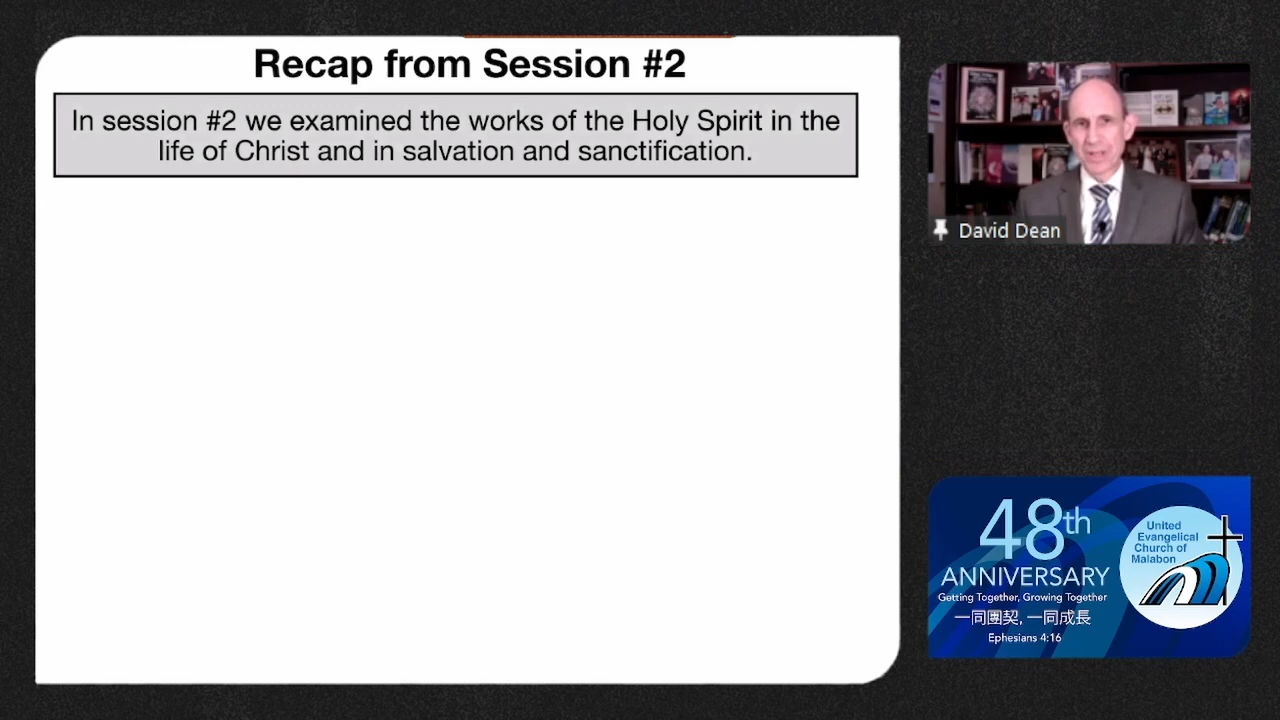 Recap from Session #2
In session #2 we examined the works of the Holy Spirit in the
life of Christ and in salvation and sanctification.
David Dean
48th
ANNIVERSARY
Getting Together, Growing Together
一同團契, 一同成長
Ephesians 4:16
United
Evangelical
Church of
Malabon